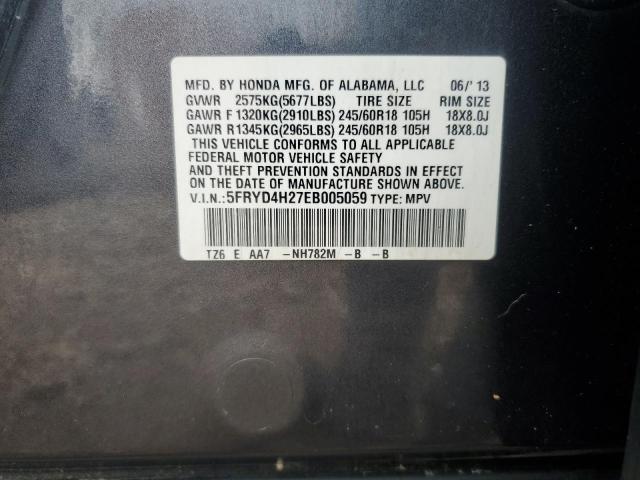 MFD. BY HONDA MFG. OF ALABAMA, LLC 06/'13
GVWR 2575KG(5677LBS) TIRE SIZE RIM SIZE
GAWR F 1320KG(2910LBS) 245/60R18 105H 18X8.0J
GAWR R 1345KG(2965LBS) 245/60R18 105H 18X8.0J
THIS VEHICLE CONFORMS TO ALL APPLICABLE
FEDERAL MOTOR VEHICLE SAFETY
AND THEFT PREVENTION STANDARDS IN EFFECT
ON THE DATE OF MANUFACTURE SHOWN ABOVE.
V.I.N.: 5FRYD4H27EB005059 TYPE: MPV
TZ6 E AA7 -NH782M -B -B